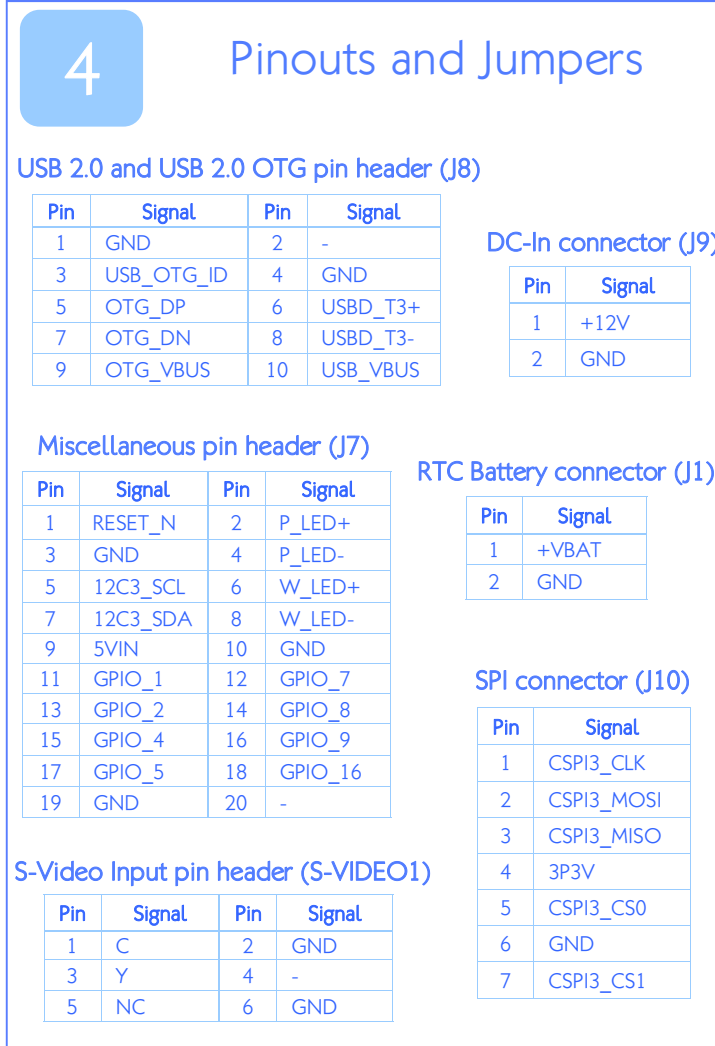 4
Pinouts and Jumpers
USB 2.0 and USB 2.0 OTG pin header (J8)
Pin Signal Pin Signal
1 GND 2 -
3 USB_OTG_ID 4 GND
5 OTG_DP 6 USBD_T3+
7 OTG_DN 8 USBD_T3-
9 OTG_VBUS 10 USB_VBUS
DC-In connector (J9)
Pin Signal
1 +12V
2 GND
Miscellaneous pin header (J7)
Pin Signal Pin Signal
1 RESET_N 2 P_LED+
3 GND 4 P_LED-
5 12C3_SCL 6 W_LED+
7 12C3_SDA 8 W_LED-
9 5VIN 10 GND
11 GPIO_1 12 GPIO_7
13 GPIO_2 14 GPIO_8
15 GPIO_4 16 GPIO_9
17 GPIO_5 18 GPIO_16
19 GND 20 -
RTC Battery connector (J1)
Pin Signal
1 +VBAT
2 GND
SPI connector (J10)
Pin Signal
1 CSPI3_CLK
2 CSPI3_MOSI
3 CSPI3_MISO
4 3P3V
5 CSPI3_CS0
6 GND
7 CSPI3_CS1
S-Video Input pin header (S-VIDEO1)
Pin Signal Pin Signal
1 C 2 GND
3 Y 4 -
5 NC 6 GND